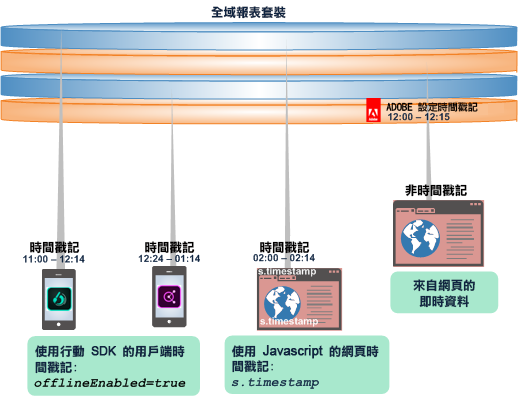 全域報表套裝
ADOBE 設定時間戳記
12:00 – 12:15
非時間戳記
時間戳記
11:00 – 12:14
時間戳記
12:24 – 01:14
時間戳記
02:00 – 02:14
s.timestamp
s.timestamp
來自網頁的
即時資料
使用行動 SDK 的用戶端時
間戳記:
offlineEnabled=true
使用 Javascript 的網頁時
間戳記:
s.timestamp